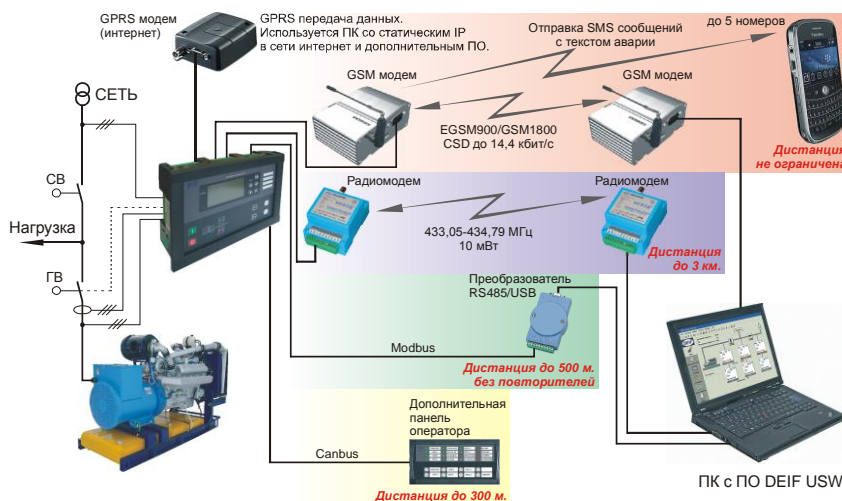 GPRS модем
(интернет)
GPRS передача данных.
Используется ПК со статическим IP
в сети интернет и дополнительным ПО.
Отправка SMS сообщений
с текстом аварии
до 5 номеров
GSM модем
GSM модем
EGSM900/GSM1800
CSD до 14,4 кбит/с
Дистанция
не ограничена
СЕТЬ
СВ
Нагрузка
ГВ
Радиомодем
Радиомодем
433,05-434,79 МГц
10 мВт
Дистанция
до 3 км.
Преобразователь
RS485/USB
Modbus
Дистанция до 500 м.
без повторителей
Дополнительная
панель
оператора
Canbus
Дистанция до 300 м.
ПК с ПО DEIF USW